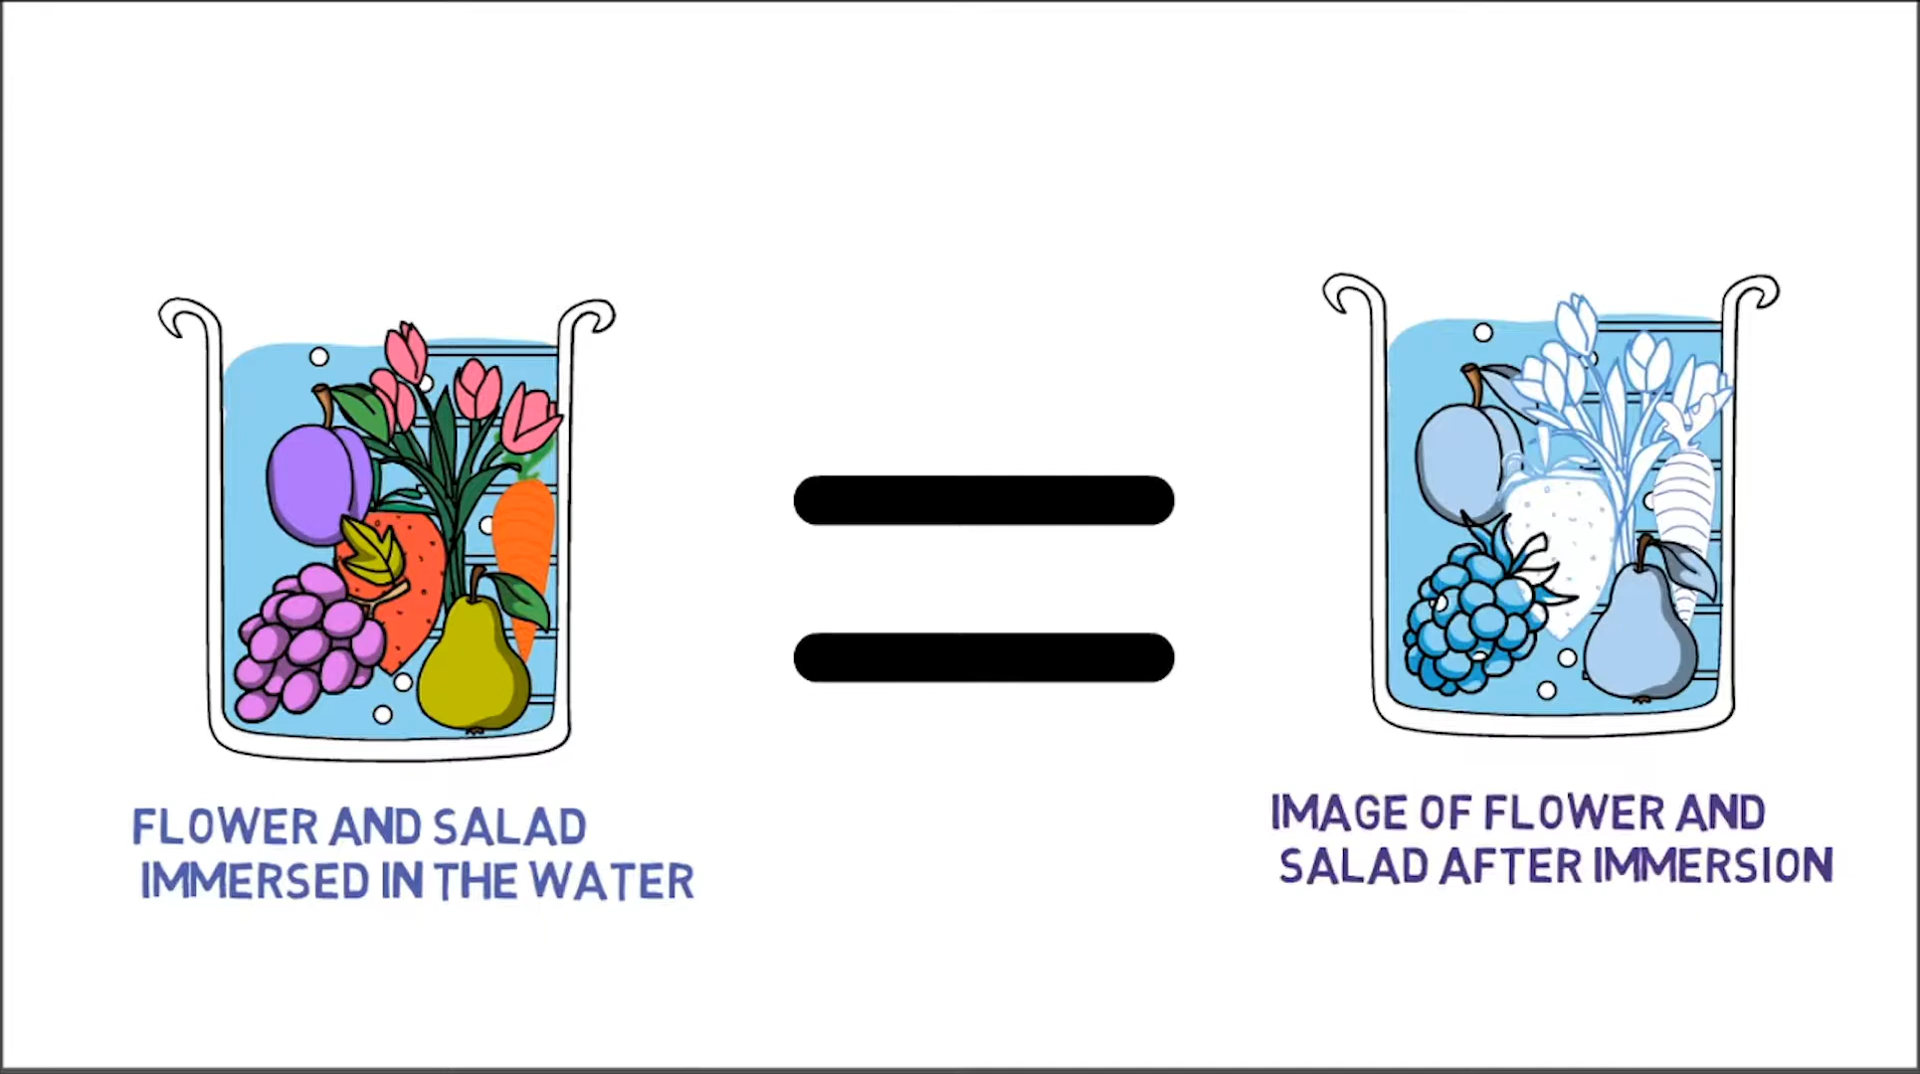 FLOWER AND SALAD
IMMERSED IN THE WATER
IMAGE OF FLOWER AND
SALAD AFTER IMMERSION